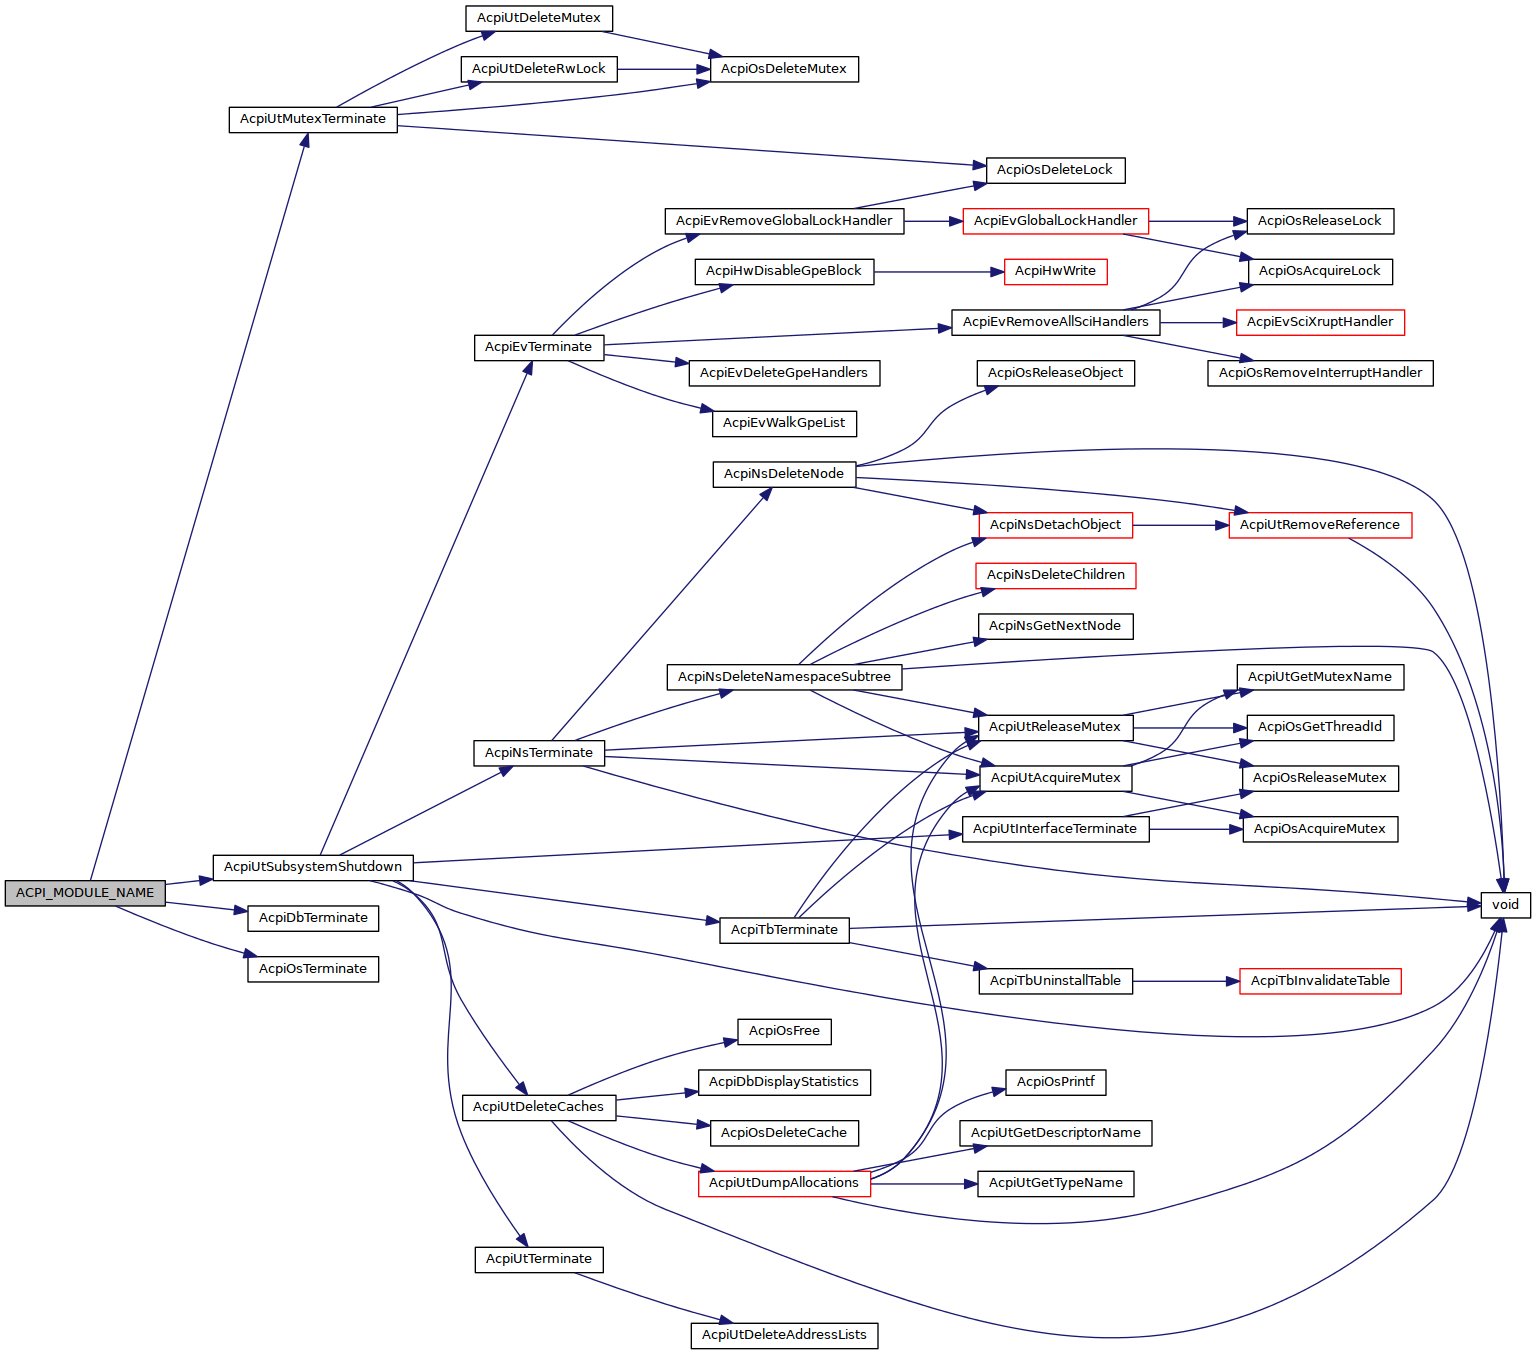 AcpiUtDeleteMutex
AcpiUtDeleteRwLock
AcpiOsDeleteMutex
AcpiUtMutexTerminate
AcpiOsDeleteLock
AcpiEvRemoveGlobalLockHandler
AcpiEvGlobalLockHandler
AcpiOsReleaseLock
AcpiHwDisableGpeBlock
AcpiHwWrite
AcpiOsAcquireLock
AcpiEvRemoveAllSciHandlers
AcpiEvSciXruptHandler
AcpiEvTerminate
AcpiEvDeleteGpeHandlers
AcpiOsReleaseObject
AcpiOsRemoveInterruptHandler
AcpiEvWalkGpeList
AcpiNsDeleteNode
AcpiNsDetachObject
AcpiUtRemoveReference
AcpiNsDeleteChildren
AcpiNsGetNextNode
AcpiNsDeleteNamespaceSubtree
AcpiUtGetMutexName
AcpiUtReleaseMutex
AcpiOsGetThreadId
AcpiNsTerminate
AcpiUtAcquireMutex
AcpiOsReleaseMutex
AcpiUtInterfaceTerminate
AcpiOsAcquireMutex
AcpiUtSubsystemShutdown
ACPI_MODULE_NAME
void
AcpiDbTerminate
AcpiTbTerminate
AcpiOsTerminate
AcpiTbUninstallTable
AcpiTbInvalidateTable
AcpiOsFree
AcpiDbDisplayStatistics
AcpiOsPrintf
AcpiUtDeleteCaches
AcpiOsDeleteCache
AcpiUtGetDescriptorName
AcpiUtDumpAllocations
AcpiUtGetTypeName
AcpiUtTerminate
AcpiUtDeleteAddressLists